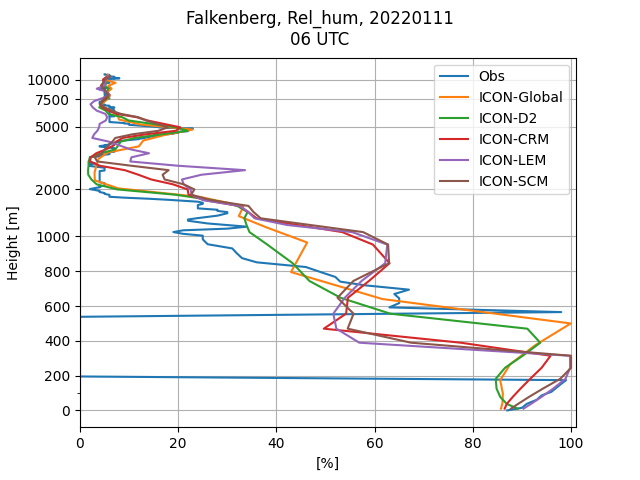 Falkenberg, Rel_hum, 20220111
06 UTC
Obs
ICON-Global
ICON-D2
ICON-CRM
ICON-LEM
ICON-SCM
Height [m]
10000
7500
5000
2000
1000
800
600
400
200
0
0 20 40 60 80 100
[%]